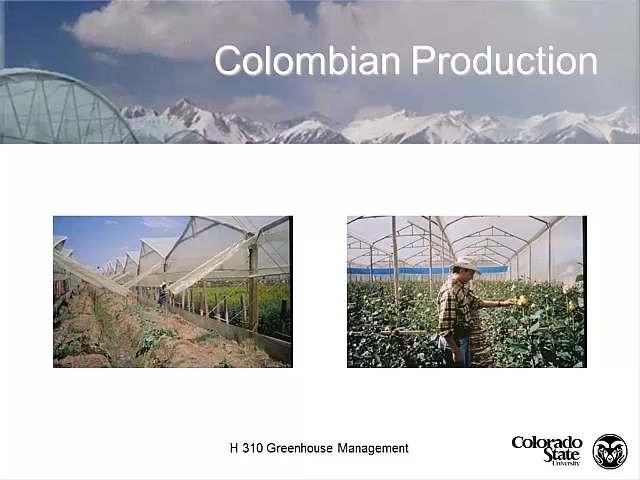 Colombian Production
H 310 Greenhouse Management
Colorado
State
University